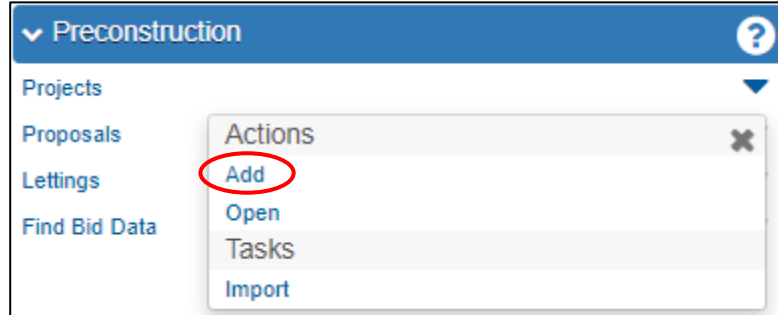 Preconstruction ?
Projects
Proposals
Lettings
Find Bid Data
Actions
Add
Open
Tasks
Import